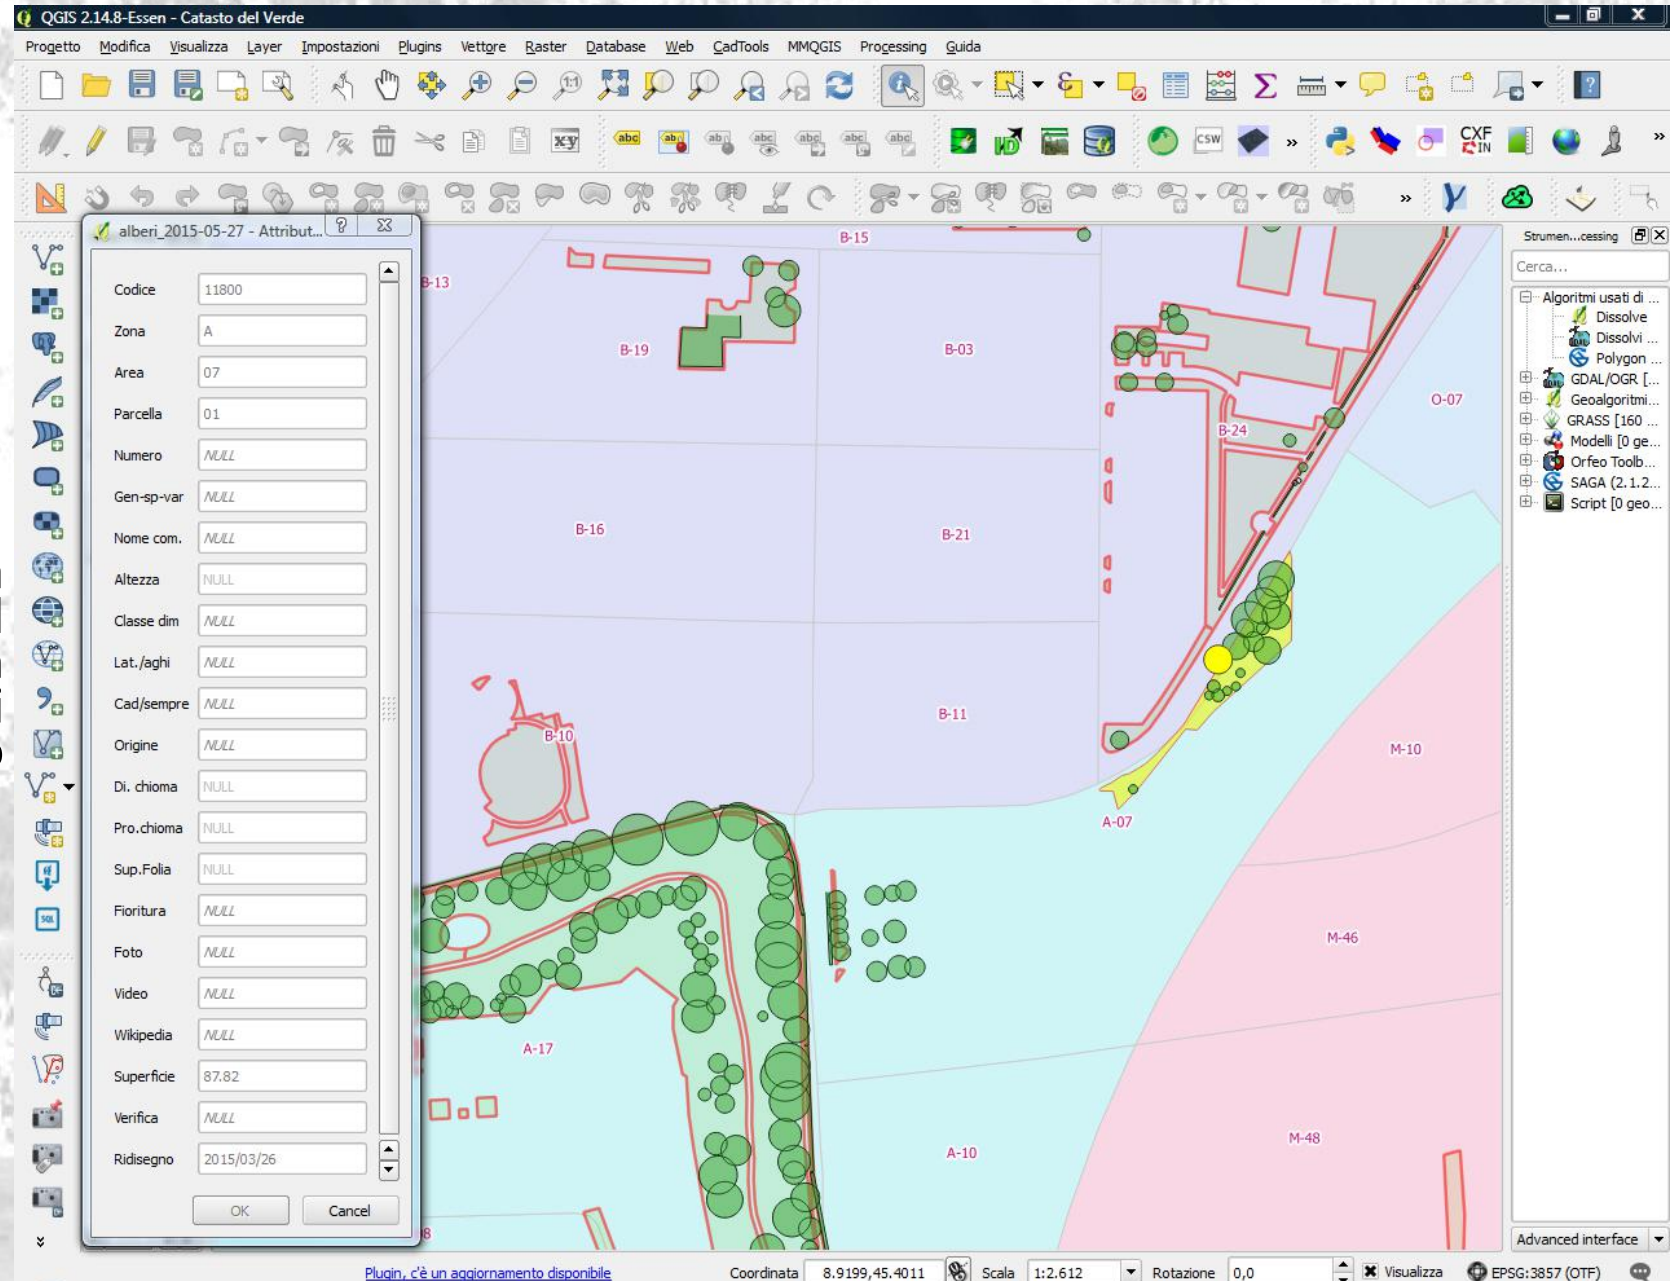 QGIS 2.14.8-Essen - Catasto del Verde
Progetto Modifica Visualizza Layer Impostazioni Plugins Vettore Raster Database Web CadTools MMQGIS Processing Guida
abc
CSW
CXF
IN
alberi_2015-05-27 - Attribut...
Codice 11800
Zona A
Area 07
Parcella 01
Numero NULL
Gen-sp-var NULL
Nome com. NULL
Altezza NULL
Classe dim NULL
Lat./aghi NULL
Cad/sempre NULL
Origine NULL
Di. chioma NULL
Pro.chioma NULL
Sup.Folia NULL
Fioritura NULL
Foto NULL
Video NULL
Wikipedia NULL
Superficie 87.82
Verifica NULL
Ridisegno 2015/03/26
OK Cancel
B-15
B-13
B-19
B-03
B-24
O-07
B-16
B-21
B-11
B-10
M-10
A-07
M-46
A-17
A-10
M-48
8
Strumen...cessing
Cerca...
Algoritmi usati di ...
Dissolve
Dissolvi ...
Polygon ...
GDAL/OGR [...
Geoalgoritmi...
GRASS [160 ...
Modelli [0 ge...
Orfeo Toolb...
SAGA (2.1.2...
Script [0 geo...
Advanced interface
Plugin, c'è un aggiornamento disponibile
Coordinata 8.9199,45.4011 Scala 1:2.612 Rotazione 0,0 Visualizza EPSG:3857 (OTF)